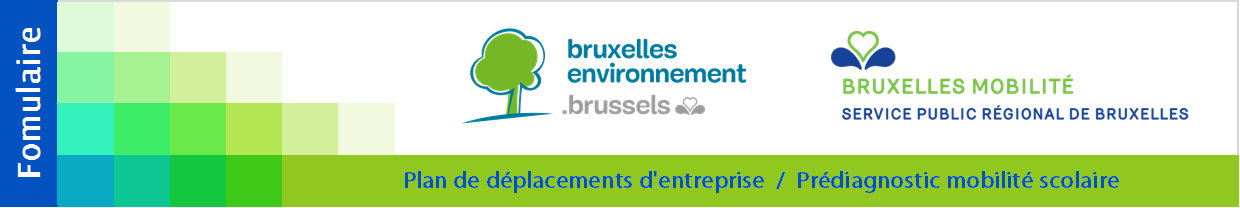 Fomulaire
bruxelles
environnement
.brussels
BRUXELLES MOBILITÉ
SERVICE PUBLIC RÉGIONAL DE BRUXELLES
Plan de déplacements d'entreprise / Prédiagnostic mobilité scolaire